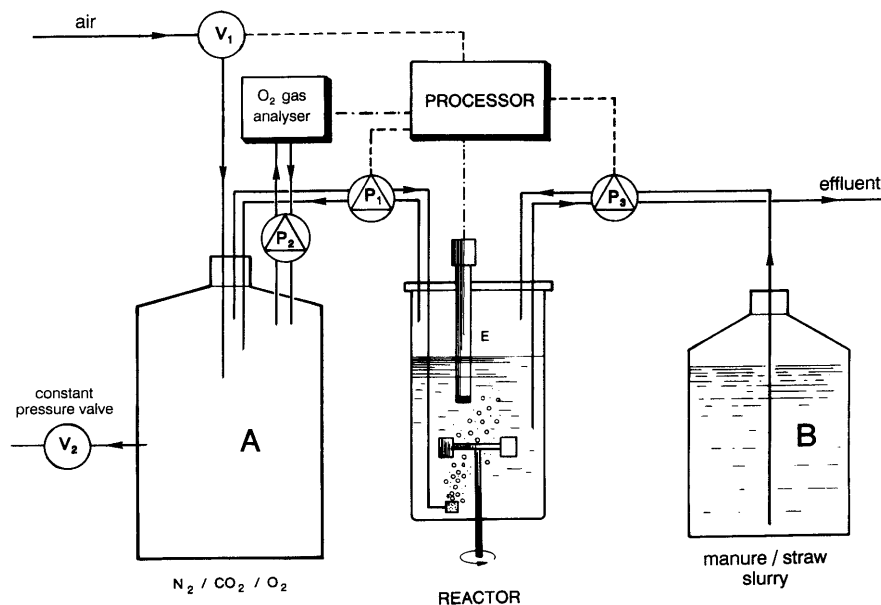 air
V₁
O₂ gas
analyser
PROCESSOR
P₁
P₂
P₃
effluent
E
constant
pressure valve
V₂
A
B
N₂ / CO₂ / O₂
REACTOR
manure / straw
slurry